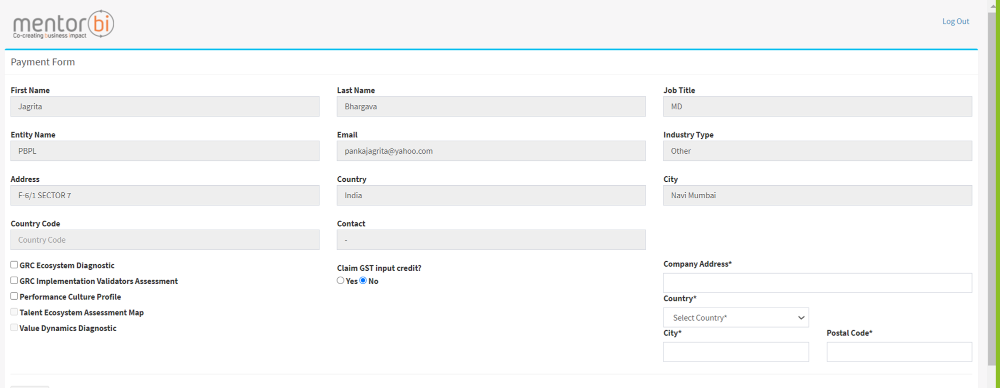 mentor bi
Co-creating business impact
Log Out
Payment Form
First Name
Jagrita
Last Name
Bhargava
Job Title
MD
Entity Name
PBPL
Email
pankajagrita@yahoo.com
Industry Type
Other
Address
F-6/1 SECTOR 7
Country
India
City
Navi Mumbai
Country Code
Country Code
Contact
-
GRC Ecosystem Diagnostic
GRC Implementation Validators Assessment
Performance Culture Profile
Talent Ecosystem Assessment Map
Value Dynamics Diagnostic
Claim GST input credit?
Yes No
Company Address*
Country*
Select Country*
City*
Postal Code*